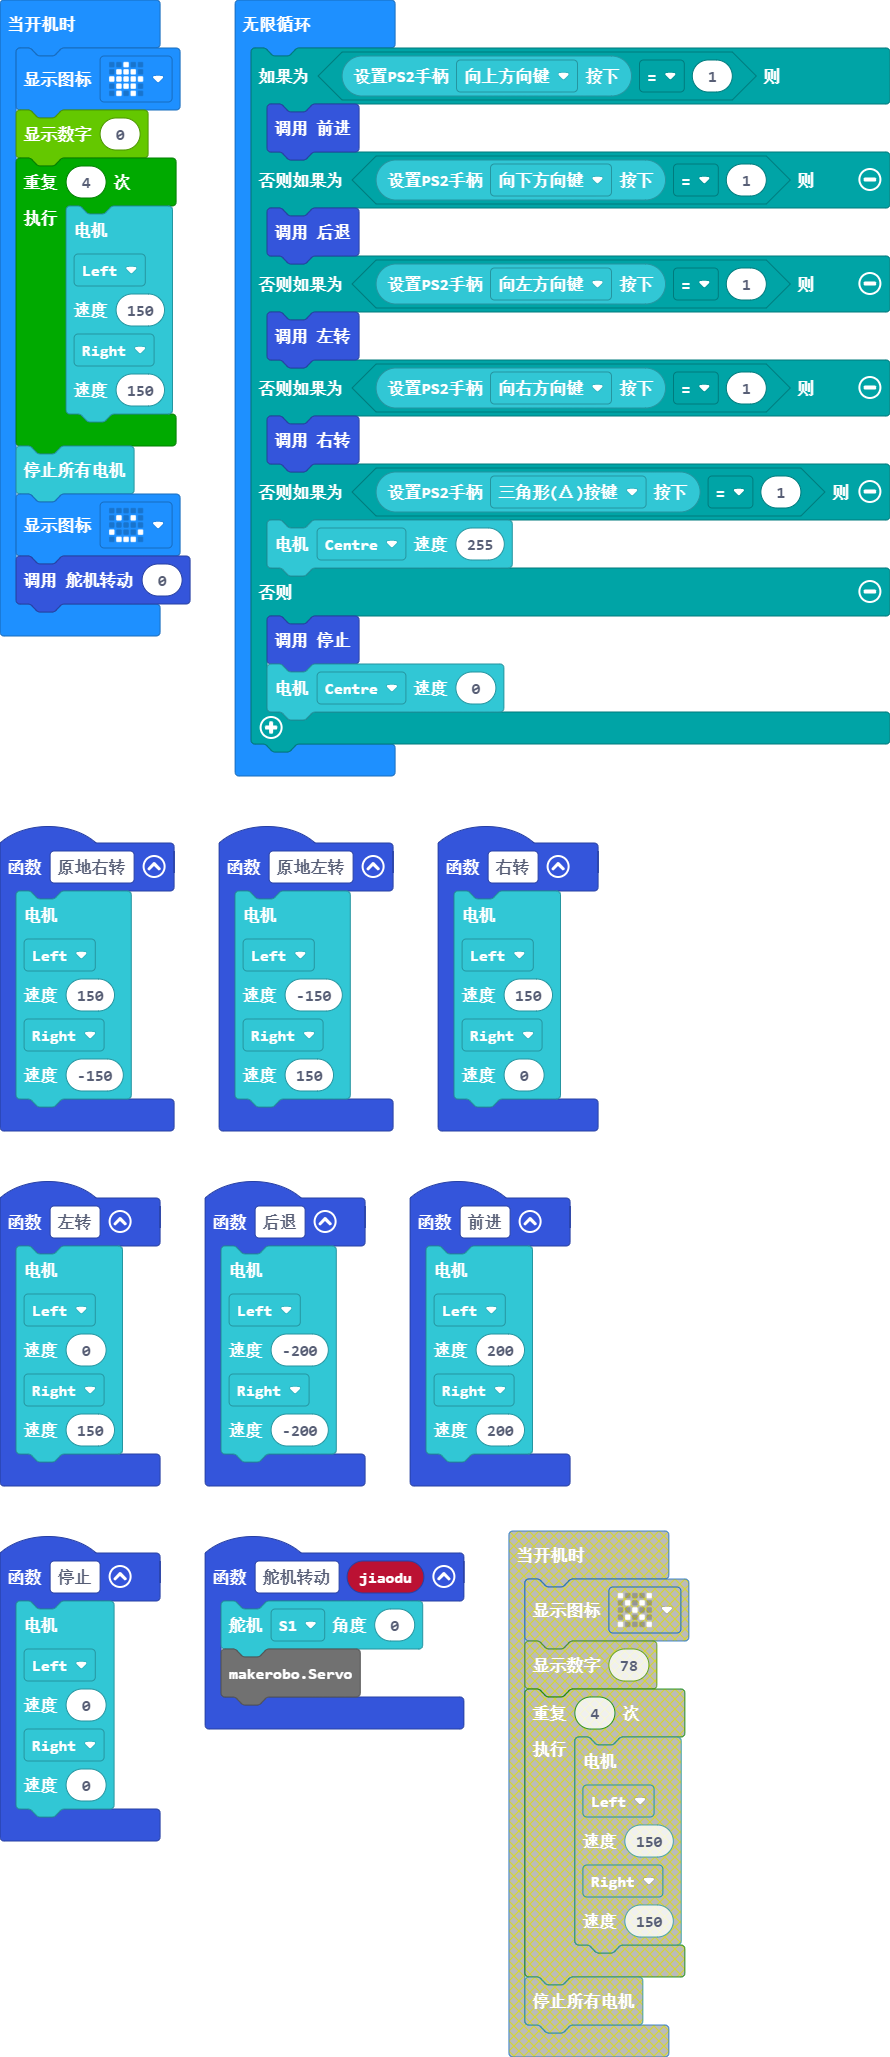 当开机时
显示图标
显示数字 0
重复 4 次
执行
电机
Left
速度 150
Right
速度 150
停止所有电机
显示图标
调用 舵机转动 0
无限循环
如果为 设置PS2手柄 向上方向键 按下 = 1 则
调用 前进
否则如果为 设置PS2手柄 向下方向键 按下 = 1 则
调用 后退
否则如果为 设置PS2手柄 向左方向键 按下 = 1 则
调用 左转
否则如果为 设置PS2手柄 向右方向键 按下 = 1 则
调用 右转
否则如果为 设置PS2手柄 三角形(Δ)按键 按下 = 1 则
电机 Centre 速度 255
否则
调用 停止
电机 Centre 速度 0
函数 原地右转
电机
Left
速度 150
Right
速度 -150
函数 原地左转
电机
Left
速度 -150
Right
速度 150
函数 右转
电机
Left
速度 150
Right
速度 0
函数 左转
电机
Left
速度 0
Right
速度 150
函数 后退
电机
Left
速度 -200
Right
速度 -200
函数 前进
电机
Left
速度 200
Right
速度 200
函数 停止
电机
Left
速度 0
Right
速度 0
函数 舵机转动 jiaodu
舵机 S1 角度 0
makerobo.Servo
当开机时
显示图标
显示数字 78
重复 4 次
执行
电机
Left
速度 150
Right
速度 150
停止所有电机